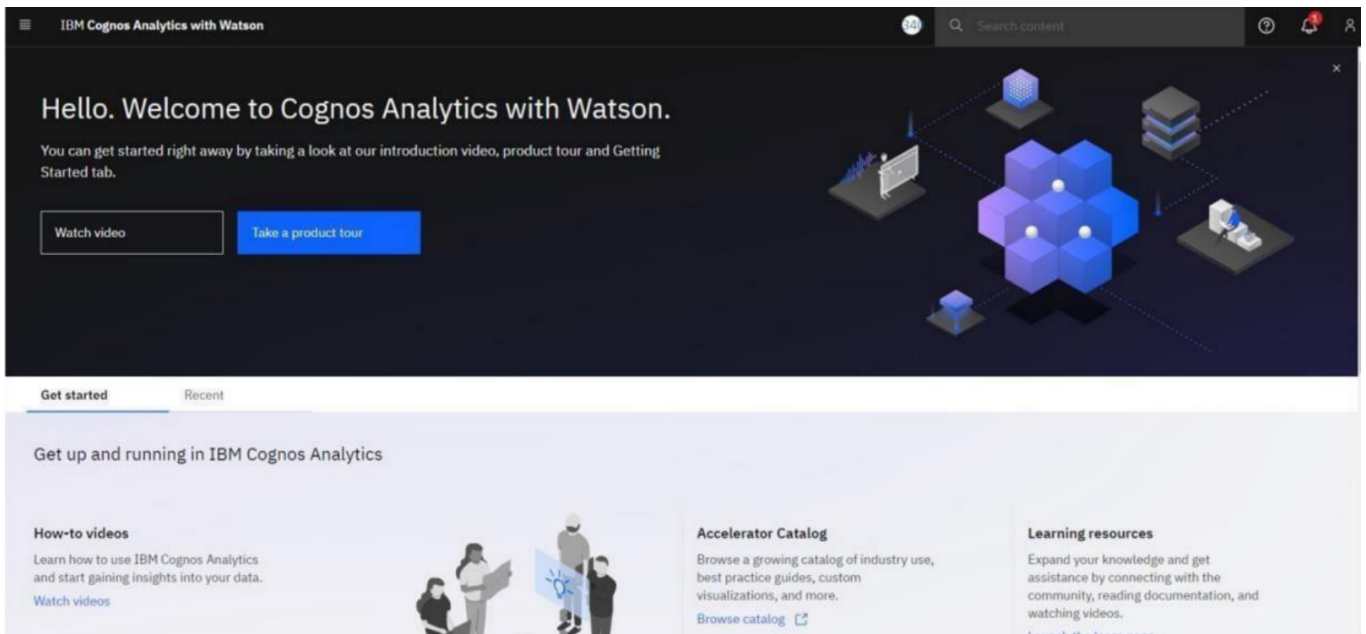 IBM Cognos Analytics with Watson
Search content
1
Hello. Welcome to Cognos Analytics with Watson.
You can get started right away by taking a look at our introduction video, product tour and Getting
Started tab.
Watch video
Take a product tour
Get started
Recent
Get up and running in IBM Cognos Analytics
How-to videos
Learn how to use IBM Cognos Analytics
and start gaining insights into your data.
Watch videos
Accelerator Catalog
Browse a growing catalog of industry use,
best practice guides, custom
visualizations, and more.
Browse catalog
Learning resources
Expand your knowledge and get
assistance by connecting with the
community, reading documentation, and
watching videos.